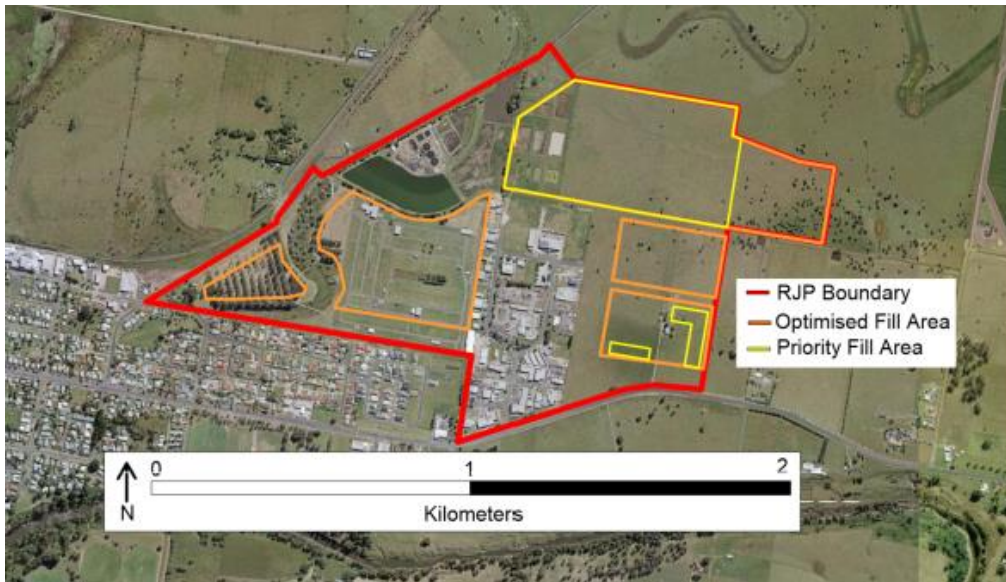 RJP Boundary
Optimised Fill Area
Priority Fill Area
0 1 2
N
Kilometers